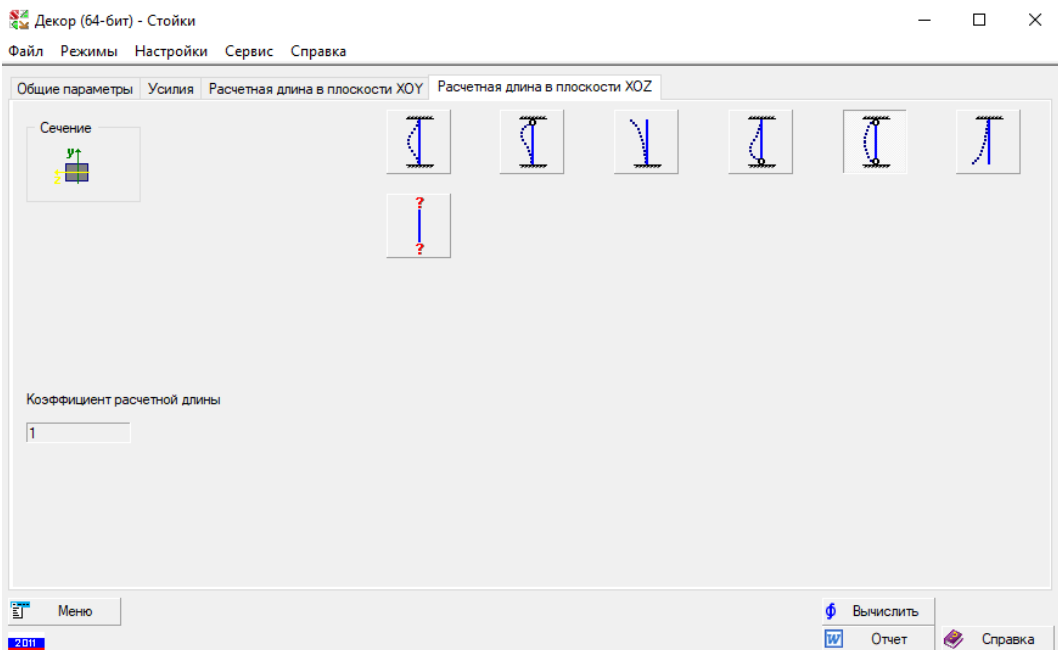 Декор (64-бит) - Стойки
Файл Режимы Настройки Сервис Справка
Общие параметры Усилия Расчетная длина в плоскости XOY Расчетная длина в плоскости XOZ
Сечение
y
z
?
?
Коэффициент расчетной длины
1
Меню
Вычислить
2011
Отчет
Справка